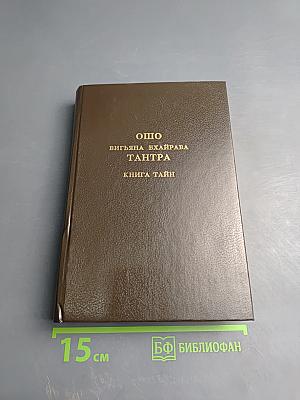 ОШО
ВИГЬЯНА БХАЙРАВА
ТАНТРА
КНИГА ТАЙН
15 см
БФ БИБЛИОФАН